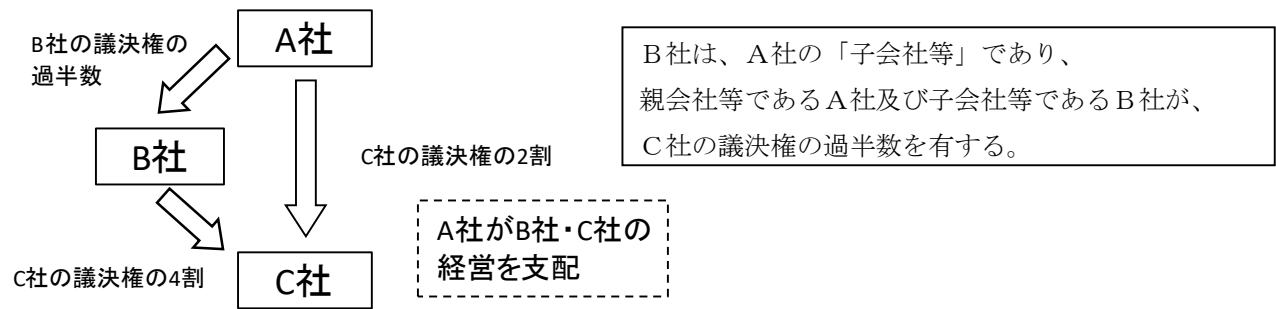 A社
B社の議決権の
過半数
B社
C社の議決権の2割
C社の議決権の4割
C社
A社がB社・C社の
経営を支配
B社は、A社の「子会社等」であり、
親会社等であるA社及び子会社等であるB社が、
C社の議決権の過半数を有する。